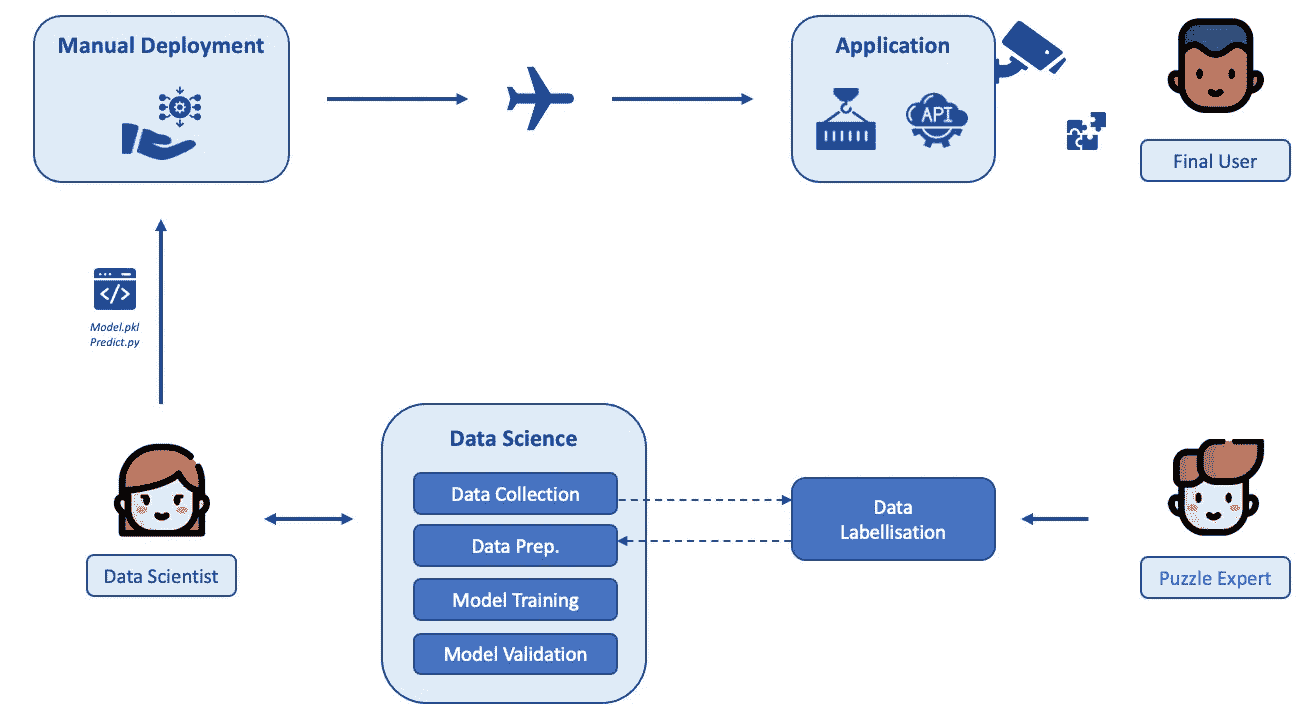 Manual Deployment
Application
API
Final User
</>
Model.pkl
Predict.py
Data Scientist
Data Science
Data Collection
Data Prep.
Model Training
Model Validation
Data
Labellisation
Puzzle Expert